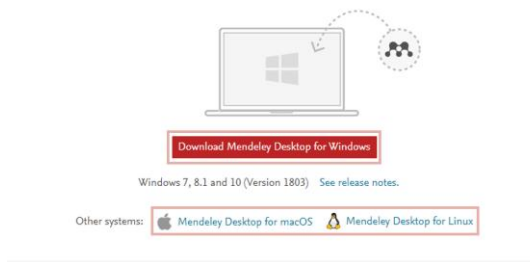 Download Mendeley Desktop for Windows
Windows 7, 8.1 and 10 (Version 1803) See release notes.
Other systems: Mendeley Desktop for macOS Mendeley Desktop for Linux